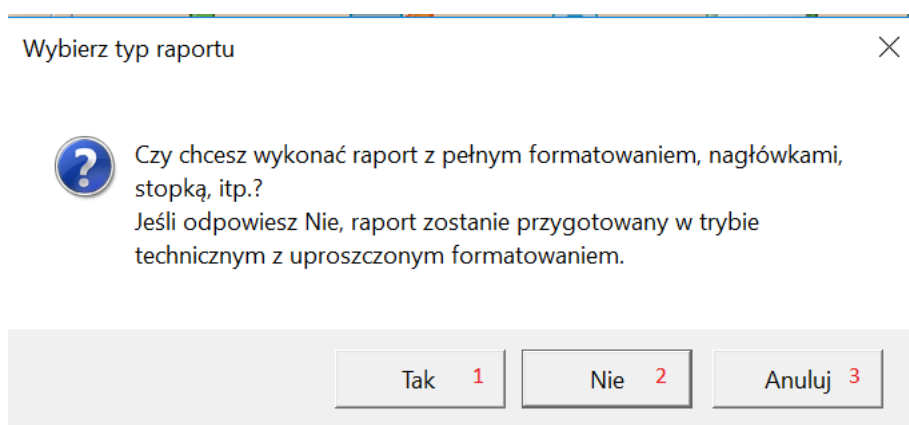 Wybierz typ raportu
Czy chcesz wykonać raport z pełnym formatowaniem, nagłówkami,
stopką, itp.?
Jeśli odpowiesz Nie, raport zostanie przygotowany w trybie
technicznym z uproszczonym formatowaniem.
Tak 1 Nie 2 Anuluj 3